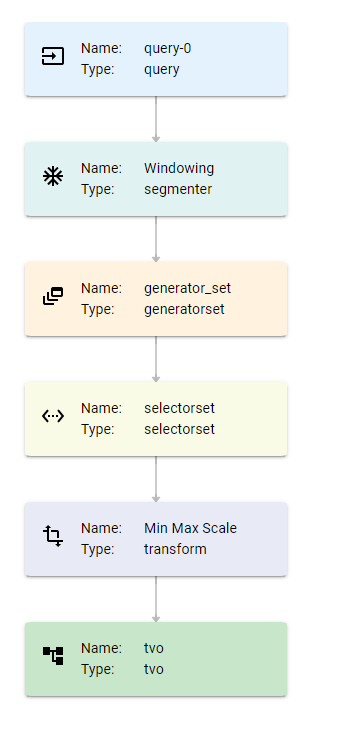 Name: query-0
Type: query
Name: Windowing
Type: segmenter
Name: generator_set
Type: generatorset
Name: selectorset
Type: selectorset
Name: Min Max Scale
Type: transform
Name: tvo
Type: tvo